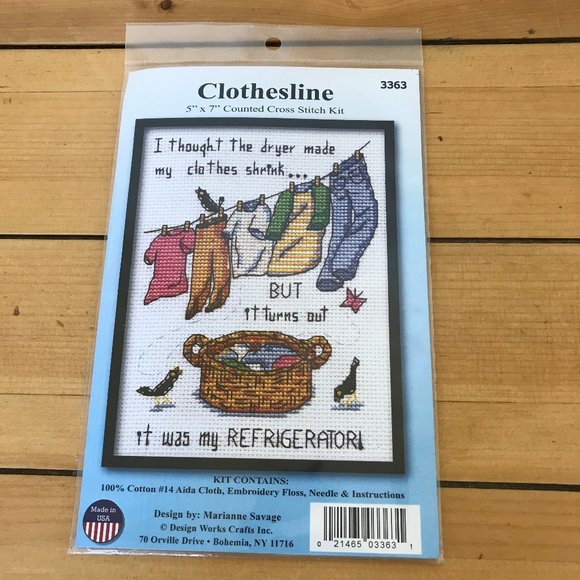 Clothesline
3363
5" x 7" Counted Cross Stitch Kit
I thought the dryer made
my clothes shrink...
BUT
it turns out
it was my REFRIGERATOR!
KIT CONTAINS:
100% Cotton #14 Aida Cloth, Embroidery Floss, Needle & Instructions
Made in
USA
Design by: Marianne Savage
© Design Works Crafts Inc.
70 Orville Drive • Bohemia, NY 11716
0 21465 03363 1